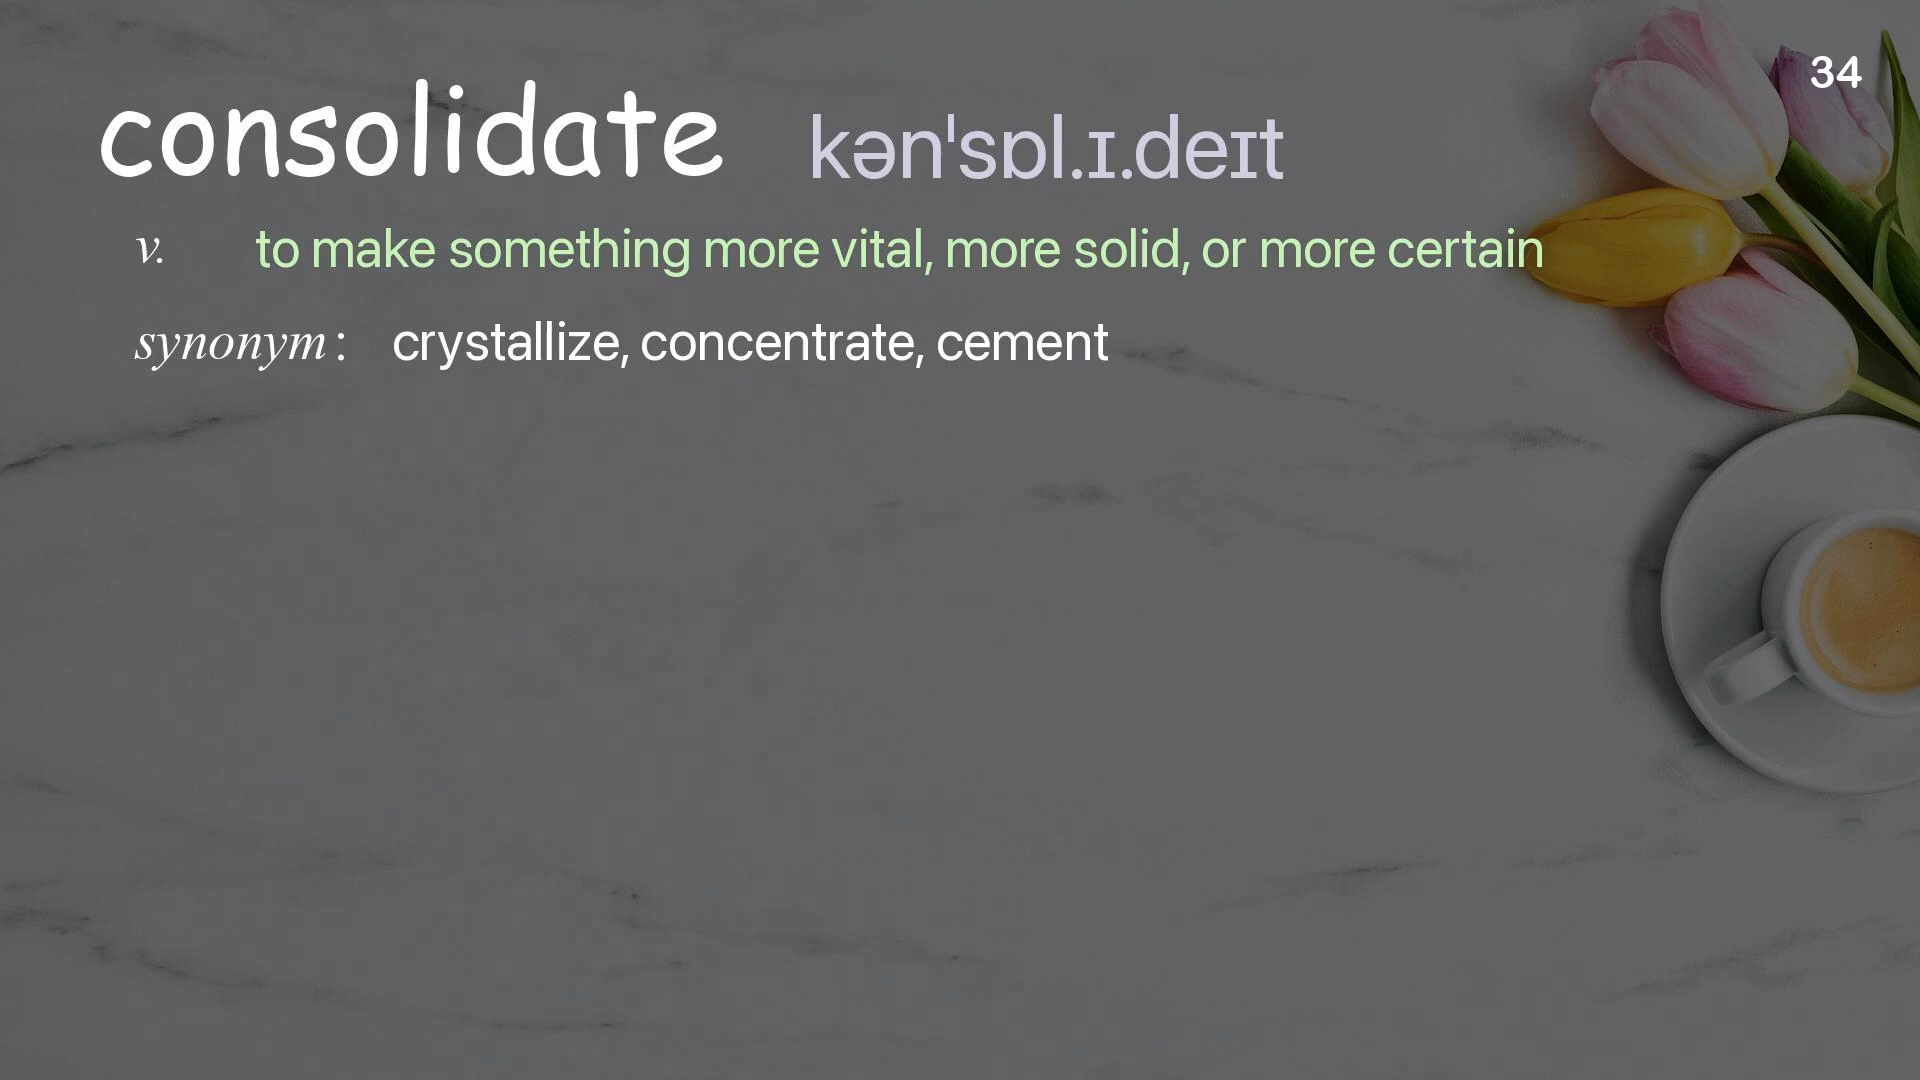 34
consolidate kən'sɒl.ɪ.deɪt
v. to make something more vital, more solid, or more certain
synonym : crystallize, concentrate, cement